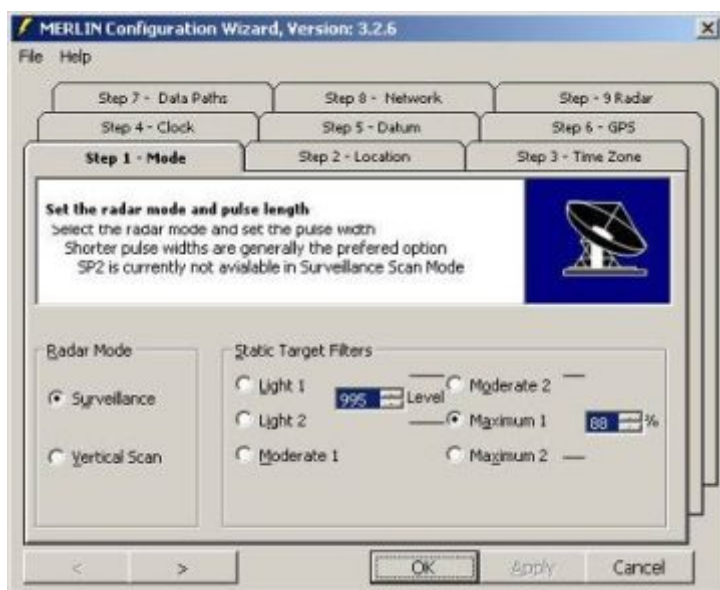 MERLIN Configuration Wizard, Version: 3.2.6
File Help
Step 7 - Data Paths Step 8 - Network Step - 9 Radar
Step 4 - Clock Step 5 - Datum Step 6 - GPS
Step 1 - Mode Step 2 - Location Step 3 - Time Zone
Set the radar mode and pulse length
Select the radar mode and set the pulse width
Shorter pulse widths are generally the prefered option
SP2 is currently not avialable in Surveillance Scan Mode
Radar Mode
Surveillance
Vertical Scan
Static Target Filters
Light 1 995 Level Moderate 2
Light 2 Maximum 1 88 %
Moderate 1 Maximum 2
< > OK Apply Cancel